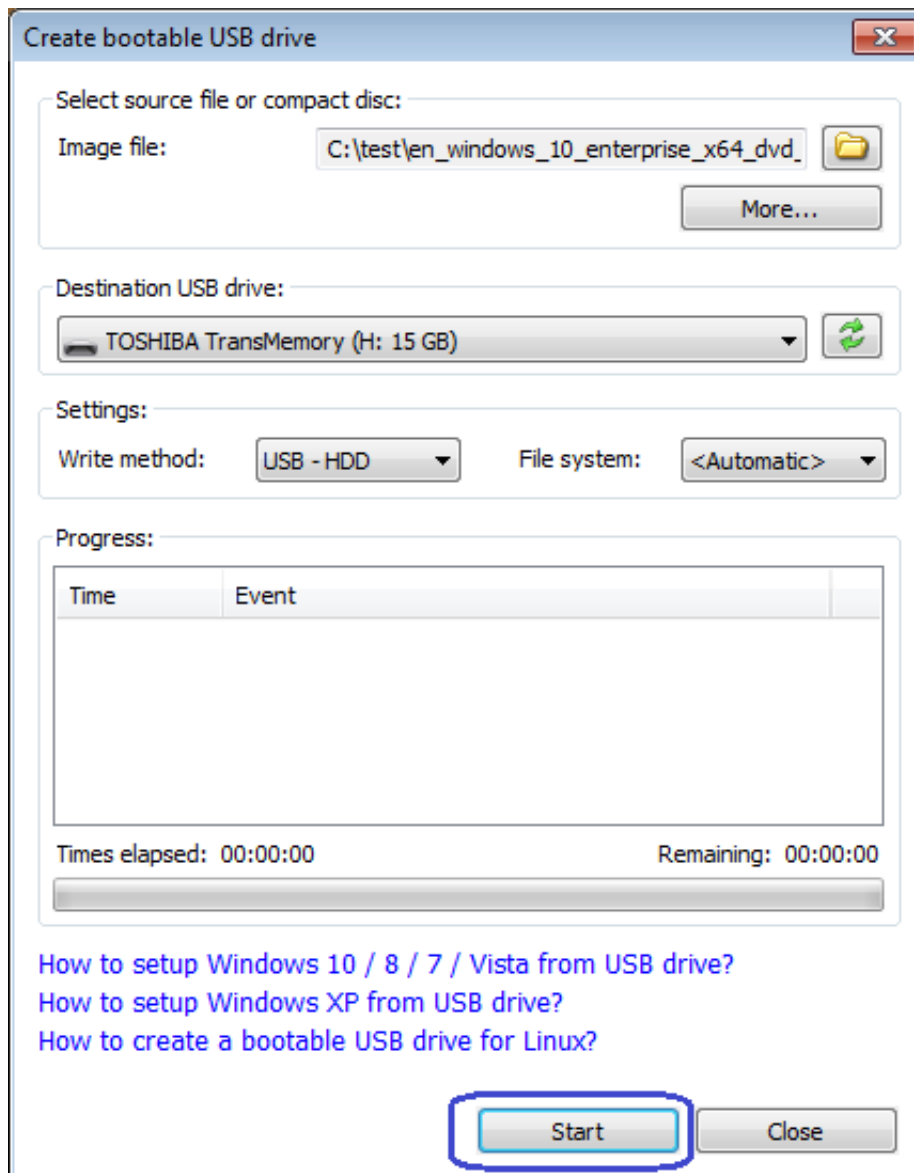 Create bootable USB drive
Select source file or compact disc:
Image file: C:\test\en_windows_10_enterprise_x64_dvd_
More...
Destination USB drive:
TOSHIBA TransMemory (H: 15 GB)
Settings:
Write method: USB - HDD File system: <Automatic>
Progress:
Time Event
Times elapsed: 00:00:00 Remaining: 00:00:00
How to setup Windows 10 / 8 / 7 / Vista from USB drive?
How to setup Windows XP from USB drive?
How to create a bootable USB drive for Linux?
Start Close